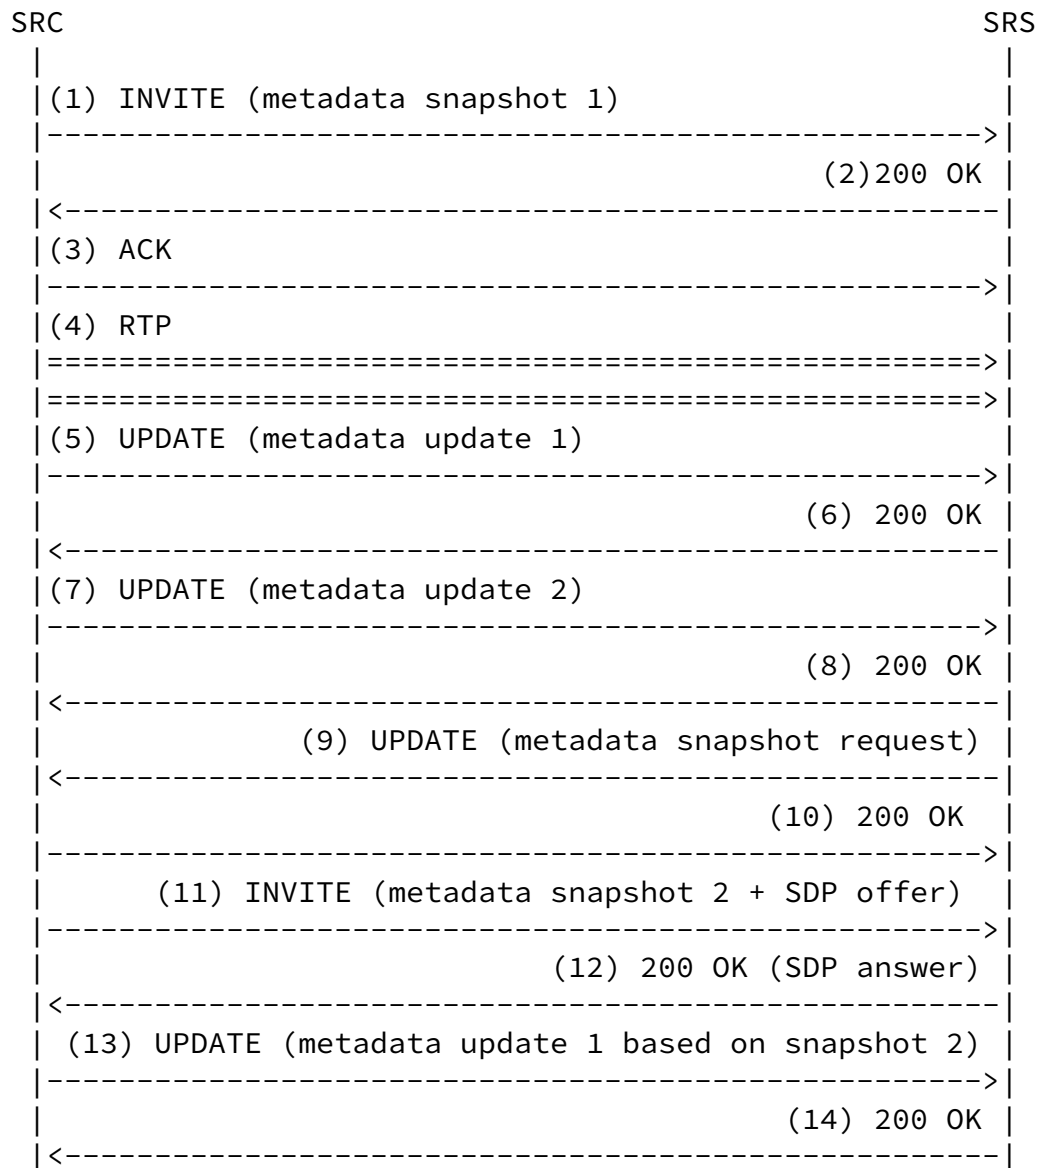 SRC SRS
(1) INVITE (metadata snapshot 1)
(2)200 OK
(3) ACK
(4) RTP
(5) UPDATE (metadata update 1)
(6) 200 OK
(7) UPDATE (metadata update 2)
(8) 200 OK
(9) UPDATE (metadata snapshot request)
(10) 200 OK
(11) INVITE (metadata snapshot 2 + SDP offer)
(12) 200 OK (SDP answer)
(13) UPDATE (metadata update 1 based on snapshot 2)
(14) 200 OK